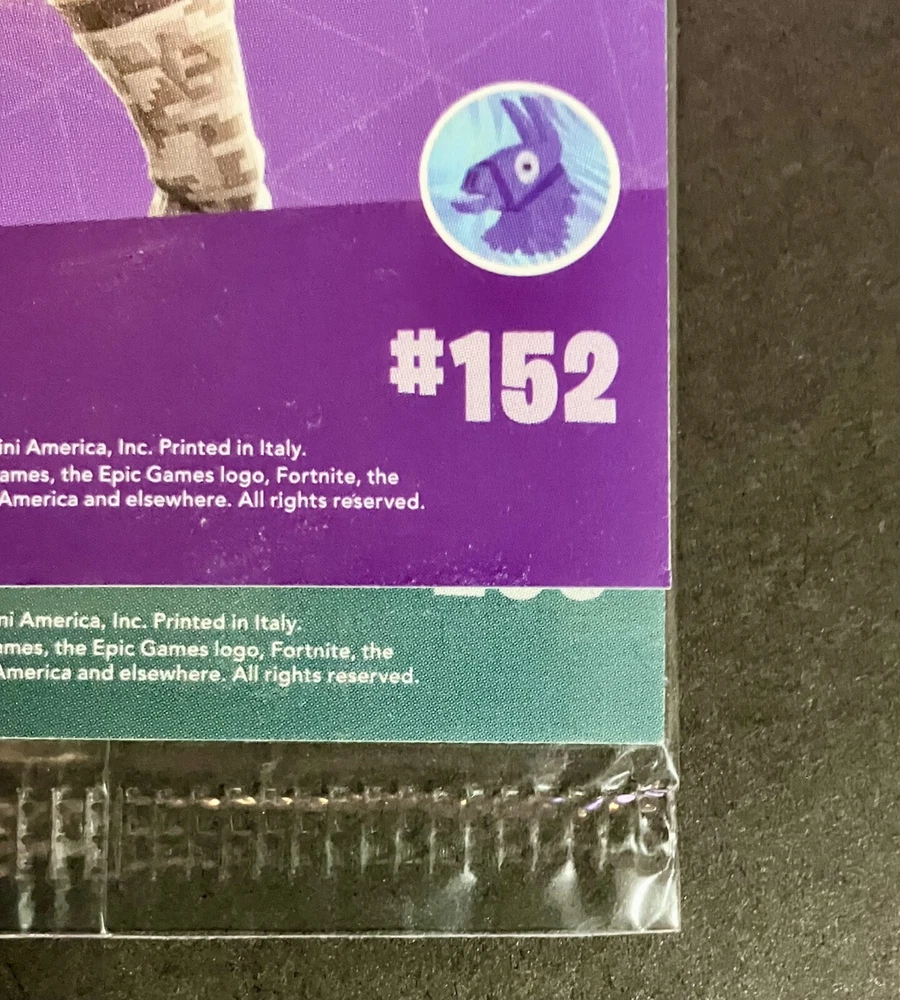 #152
ini America, Inc. Printed in Italy.
ames, the Epic Games logo, Fortnite, the
America and elsewhere. All rights reserved.
ni America, Inc. Printed in Italy.
mes, the Epic Games logo, Fortnite, the
America and elsewhere. All rights reserved.